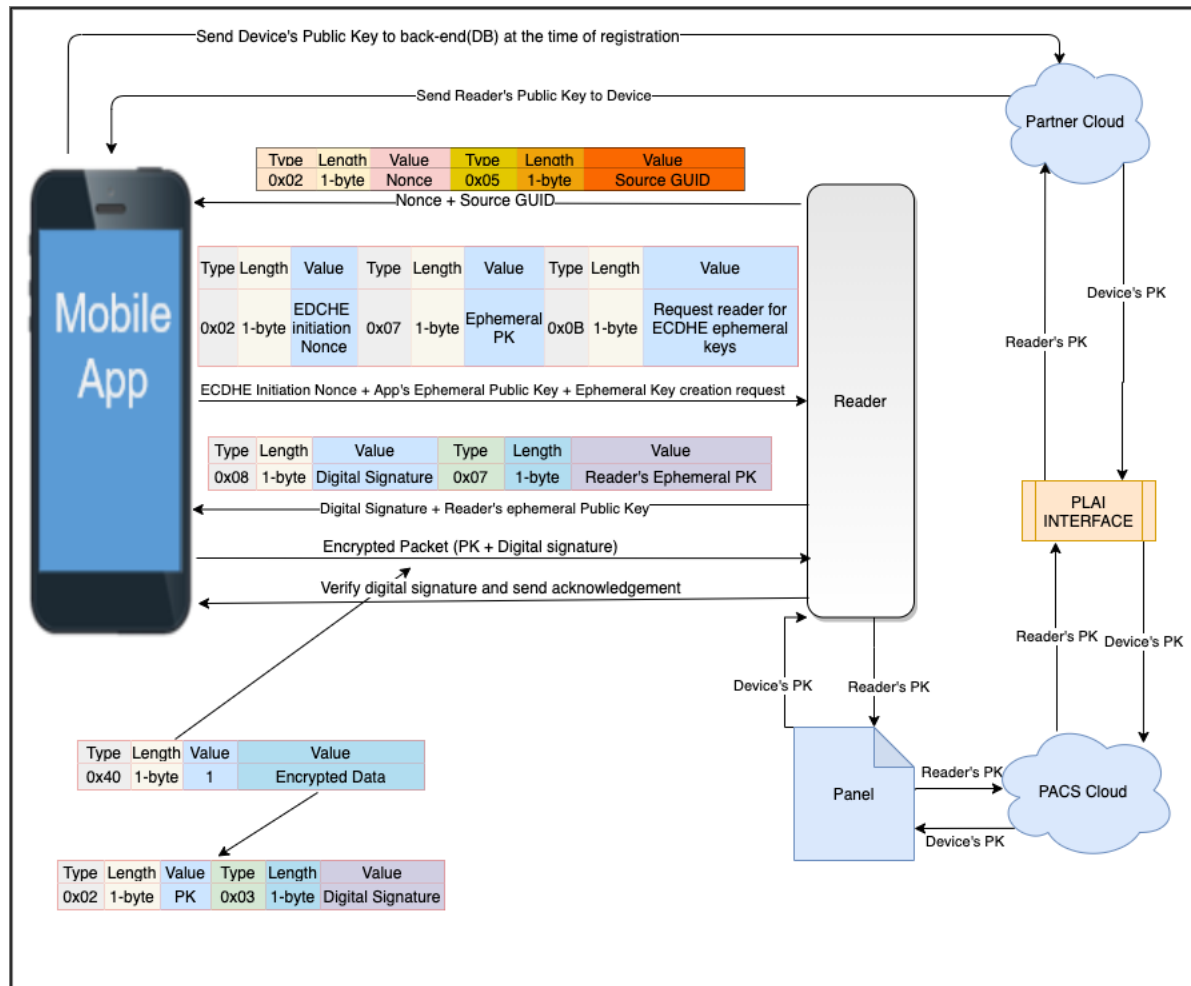 Send Device's Public Key to back-end(DB) at the time of registration
Send Reader's Public Key to Device
Partner Cloud
Type Length Value Type Length Value
0x02 1-byte Nonce 0x05 1-byte Source GUID
Nonce + Source GUID
Type Length Value Type Length Value Type Length Value
0x02 1-byte EDCHE initiation Nonce 0x07 1-byte Ephemeral PK 0x0B 1-byte Request reader for ECDHE ephemeral keys
Mobile
App
Device's PK
Reader's PK
ECDHE Initiation Nonce + App's Ephemeral Public Key + Ephemeral Key creation request
Reader
Type Length Value Type Length Value
0x08 1-byte Digital Signature 0x07 1-byte Reader's Ephemeral PK
Digital Signature + Reader's ephemeral Public Key
PLAI
INTERFACE
Encrypted Packet (PK + Digital signature)
Verify digital signature and send acknowledgement
Reader's PK
Device's PK
Device's PK
Reader's PK
Type Length Value Value
0x40 1-byte 1 Encrypted Data
Reader's PK
Panel
PACS Cloud
Device's PK
Type Length Value Type Length Value
0x02 1-byte PK 0x03 1-byte Digital Signature